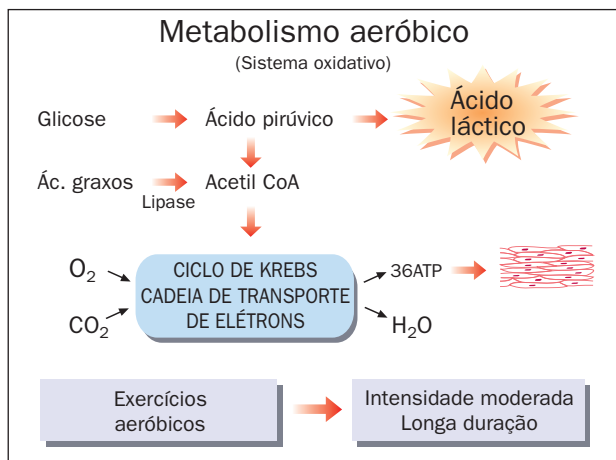 Metabolismo aeróbico
(Sistema oxidativo)
Glicose
Ácido pirúvico
Ácido
láctico
Ác. graxos
Lipase
Acetil CoA
O₂
CO₂
CICLO DE KREBS
CADEIA DE TRANSPORTE
DE ELÉTRONS
36ATP
H₂O
Exercícios
aeróbicos
Intensidade moderada
Longa duração